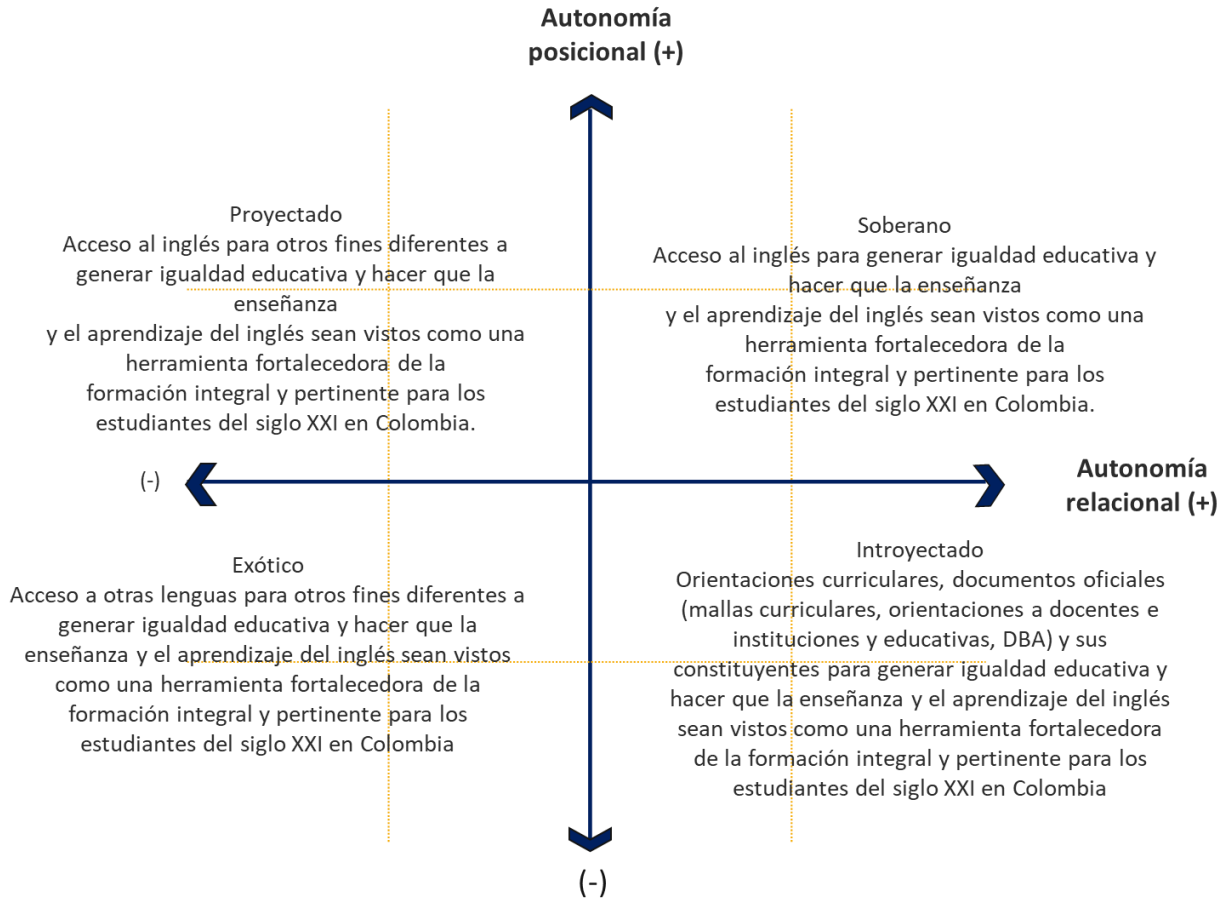 Autonomía
posicional (+)
Proyectado
Acceso al inglés para otros fines diferentes a
generar igualdad educativa y hacer que la
enseñanza
y el aprendizaje del inglés sean vistos como una
herramienta fortalecedora de la
formación integral y pertinente para los
estudiantes del siglo XXI en Colombia.
Soberano
Acceso al inglés para generar igualdad educativa y
hacer que la enseñanza
y el aprendizaje del inglés sean vistos como una
herramienta fortalecedora de la
formación integral y pertinente para los
estudiantes del siglo XXI en Colombia.
(-)
Autonomía
relacional (+)
Exótico
Acceso a otras lenguas para otros fines diferentes a
generar igualdad educativa y hacer que la
enseñanza y el aprendizaje del inglés sean vistos
como una herramienta fortalecedora de la
formación integral y pertinente para los
estudiantes del siglo XXI en Colombia
Introyectado
Orientaciones curriculares, documentos oficiales
(mallas curriculares, orientaciones a docentes e
instituciones y educativas, DBA) y sus
constituyentes para generar igualdad educativa y
hacer que la enseñanza y el aprendizaje del inglés
sean vistos como una herramienta fortalecedora
de la formación integral y pertinente para los
estudiantes del siglo XXI en Colombia
(-)